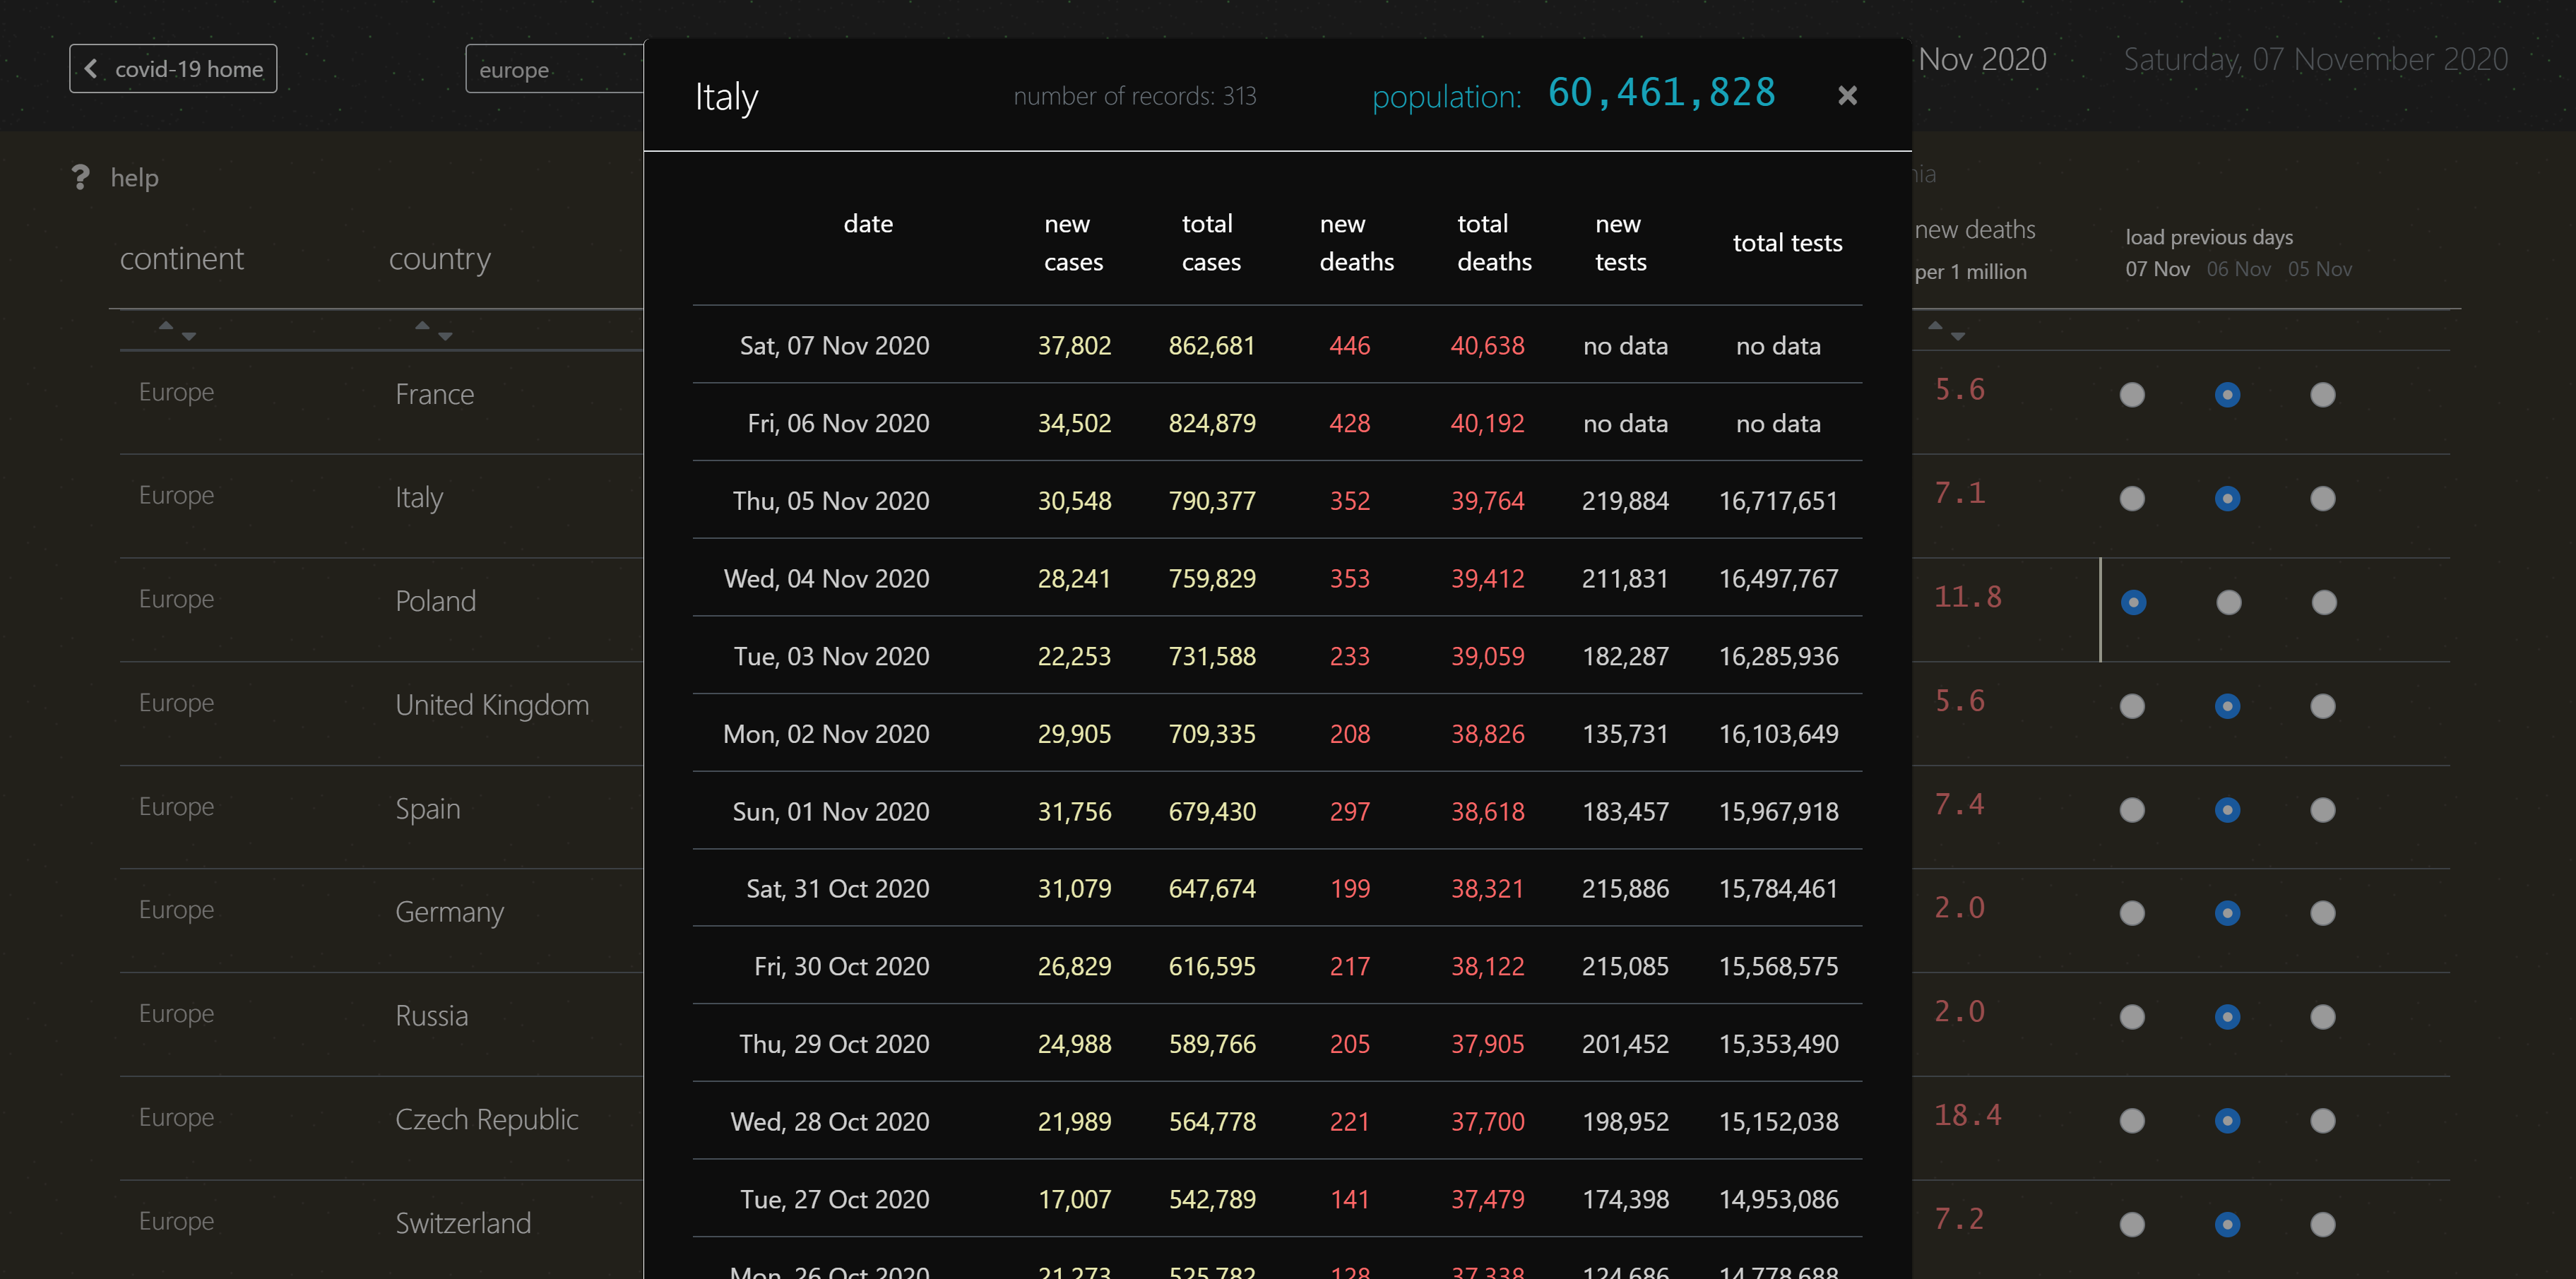 covid-19 home
europe
Nov 2020
Saturday, 07 November 2020
Italy
number of records: 313
population: 60,461,828
? help
continent
country
new deaths
per 1 million
load previous days
07 Nov 06 Nov 05 Nov
date
new cases
total cases
new deaths
total deaths
new tests
total tests
Sat, 07 Nov 2020 37,802 862,681 446 40,638 no data no data
Fri, 06 Nov 2020 34,502 824,879 428 40,192 no data no data
Thu, 05 Nov 2020 30,548 790,377 352 39,764 219,884 16,717,651
Wed, 04 Nov 2020 28,241 759,829 353 39,412 211,831 16,497,767
Tue, 03 Nov 2020 22,253 731,588 233 39,059 182,287 16,285,936
Mon, 02 Nov 2020 29,905 709,335 208 38,826 135,731 16,103,649
Sun, 01 Nov 2020 31,756 679,430 297 38,618 183,457 15,967,918
Sat, 31 Oct 2020 31,079 647,674 199 38,321 215,886 15,784,461
Fri, 30 Oct 2020 26,829 616,595 217 38,122 215,085 15,568,575
Thu, 29 Oct 2020 24,988 589,766 205 37,905 201,452 15,353,490
Wed, 28 Oct 2020 21,989 564,778 221 37,700 198,952 15,152,038
Tue, 27 Oct 2020 17,007 542,789 141 37,479 174,398 14,953,086
Mon, 26 Oct 2020 21,273 525,782 128 37,338 124,686 14,778,688
Europe France 5.6
Europe Italy 7.1
Europe Poland 11.8
Europe United Kingdom 5.6
Europe Spain 7.4
Europe Germany 2.0
Europe Russia 2.0
Europe Czech Republic 18.4
Europe Switzerland 7.2